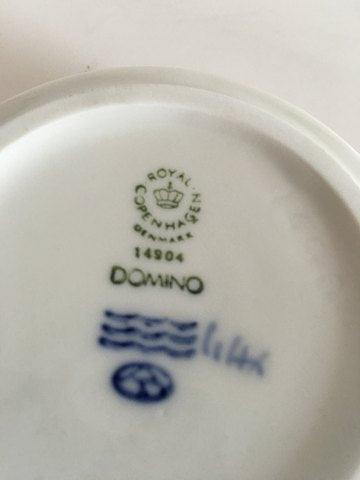 ROYAL
COPENHAGEN
DENMARK
14904
DOMINO